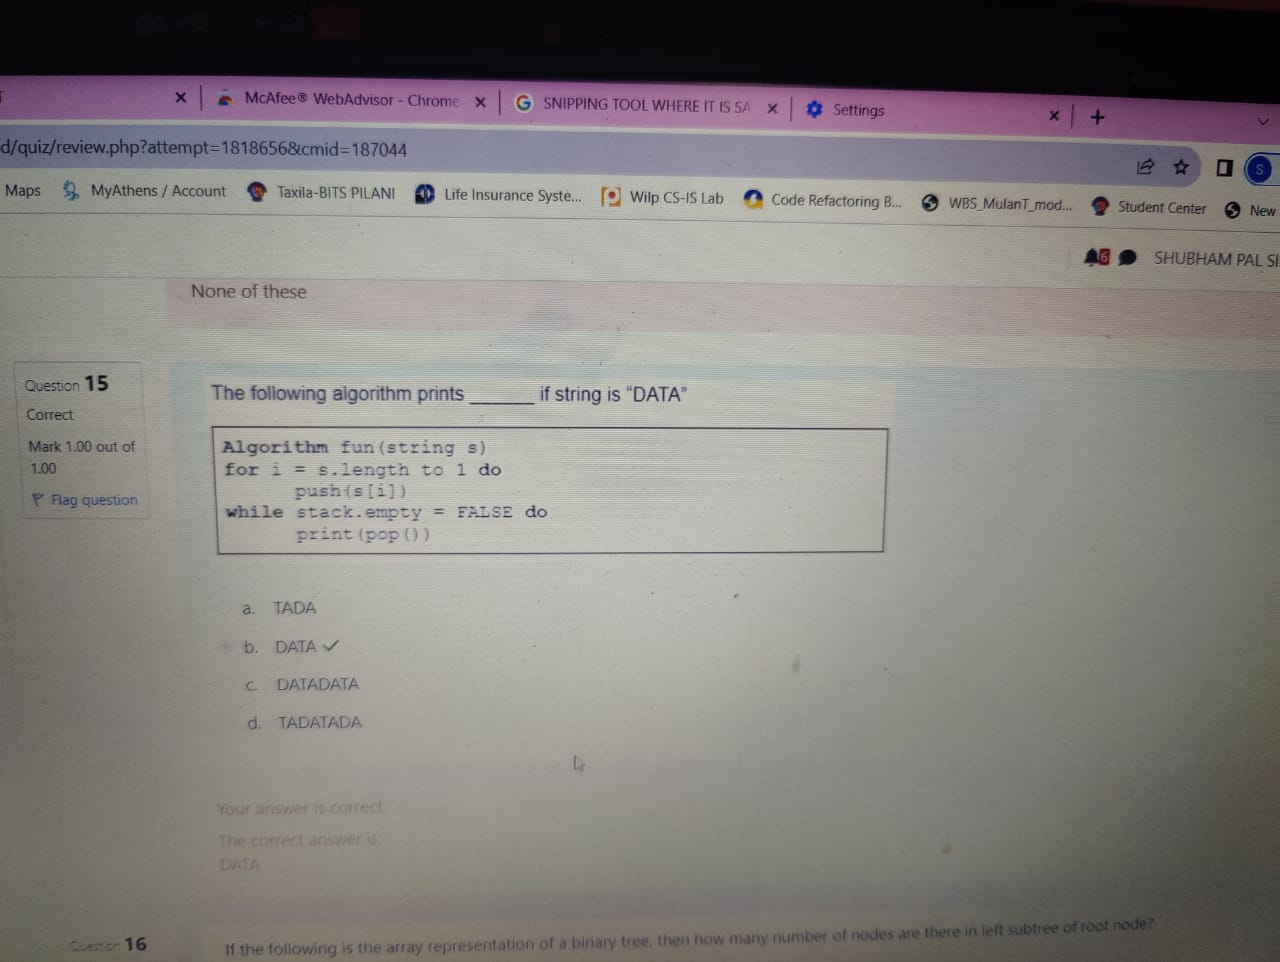 McAfee® WebAdvisor - Chrome
SNIPPING TOOL WHERE IT IS SA
Settings
d/quiz/review.php?attempt=1818656&cmid=187044
S
Maps
MyAthens / Account
Taxila-BITS PILANI
Life Insurance Syste...
Wilp CS-IS Lab
Code Refactoring B...
WBS_MulanT_mod...
Student Center
New
6
SHUBHAM PAL SI
None of these
Question 15
Correct
Mark 1.00 out of
1.00
Flag question
The following algorithm prints ______ if string is “DATA”
Algorithm fun(string s)
for i = s.length to 1 do
push(s[i])
while stack.empty = FALSE do
print(pop())
a. TADA
b. DATA ✓
c. DATADATA
d. TADATADA
Your answer is correct.
The correct answer is:
DATA
Question 16
If the following is the array representation of a binary tree, then how many number of nodes are there in left subtree of root node?